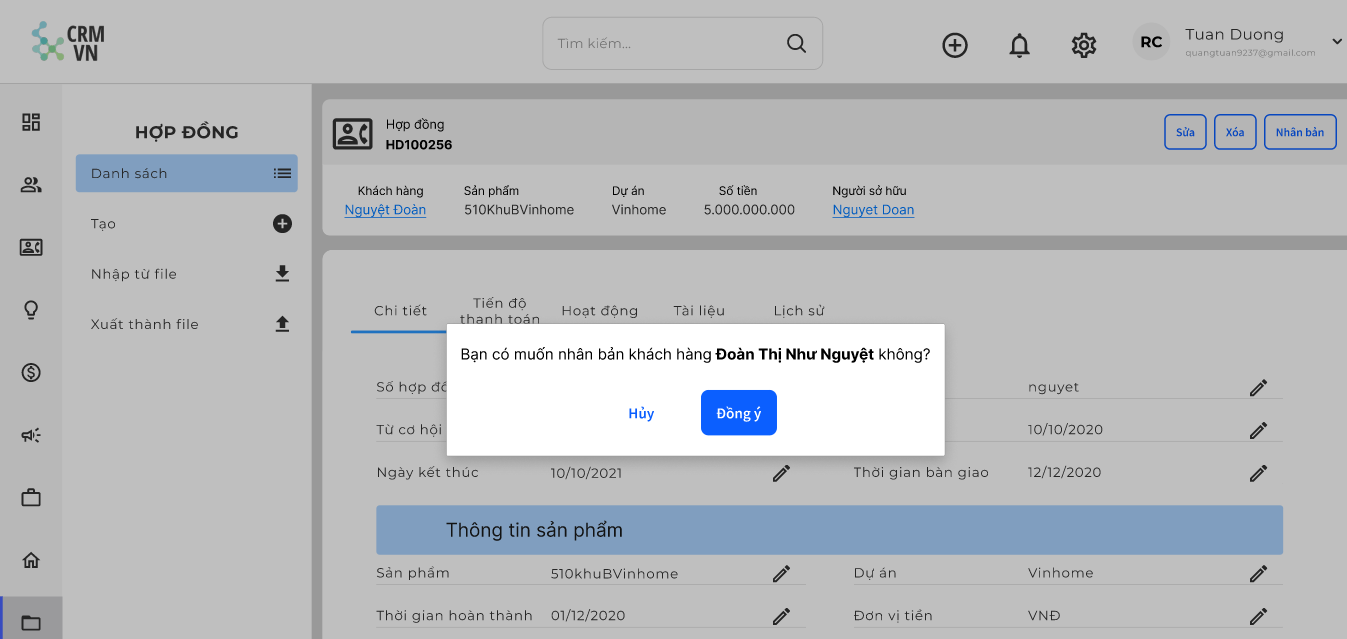 CRM
VN
Tìm kiếm...
RC
Tuan Duong
quangtuan9237@gmail.com
HỢP ĐỒNG
Danh sách
Tạo
Nhập từ file
Xuất thành file
Hợp đồng
HD100256
Sửa
Xóa
Nhân bản
Khách hàng
Sản phẩm
Dự án
Số tiền
Người sở hữu
Nguyệt Đoàn
510KhuBVinhome
Vinhome
5.000.000.000
Nguyet Doan
Chi tiết
Tiến độ
thanh toán
Hoạt động
Tài liệu
Lịch sử
Bạn có muốn nhân bản khách hàng Đoàn Thị Như Nguyệt không?
Hủy
Đồng ý
Số hợp
nguyet
Từ cơ hội
10/10/2020
Ngày kết thúc
10/10/2021
Thời gian bàn giao
12/12/2020
Thông tin sản phẩm
Sản phẩm
510khuBVinhome
Dự án
Vinhome
Thời gian hoàn thành
01/12/2020
Đơn vị tiền
VNĐ